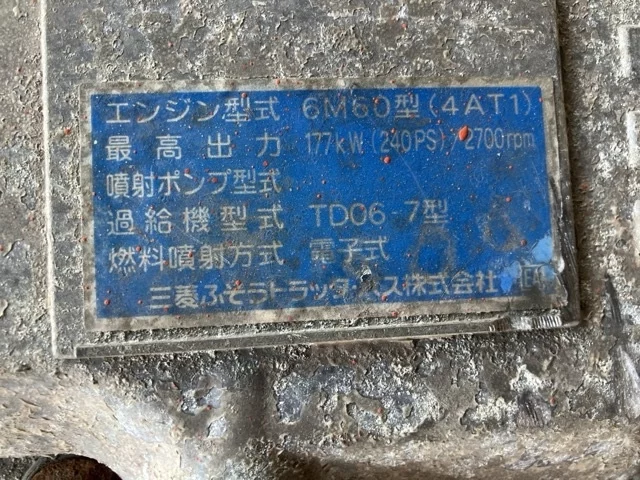 エンジン型式 6M60型(4AT1)
最高出力 177kW(240PS)/2700rpm
噴射ポンプ型式
過給機型式 TD06-7型
燃料噴射方式 電子式
三菱ふそうトラック・バス株式会社